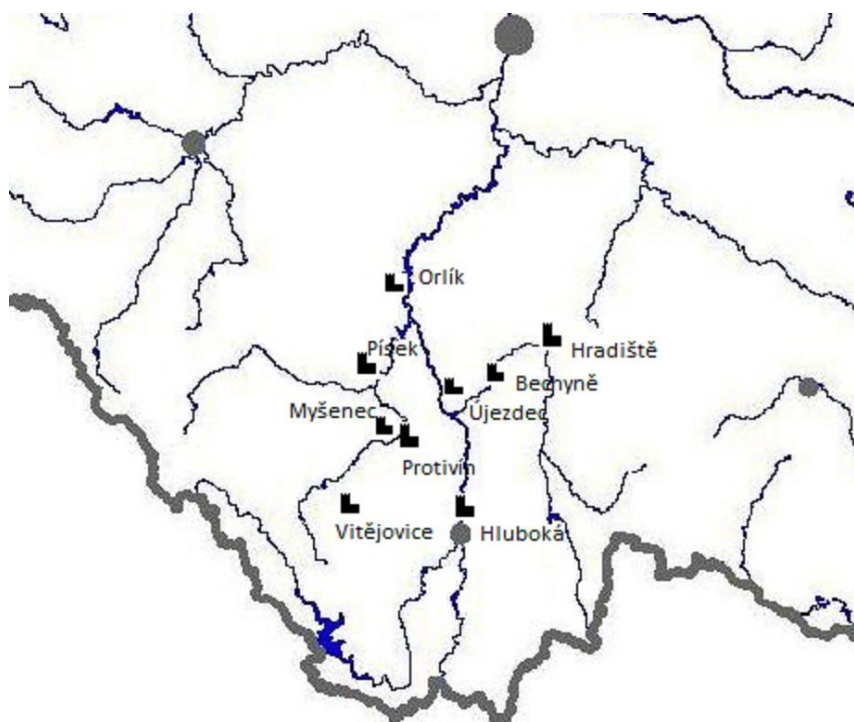 Orlík
Písek
Hradiště
Bechyně
Myšenec
Újezdec
Protivín
Vitějovice
Hluboká